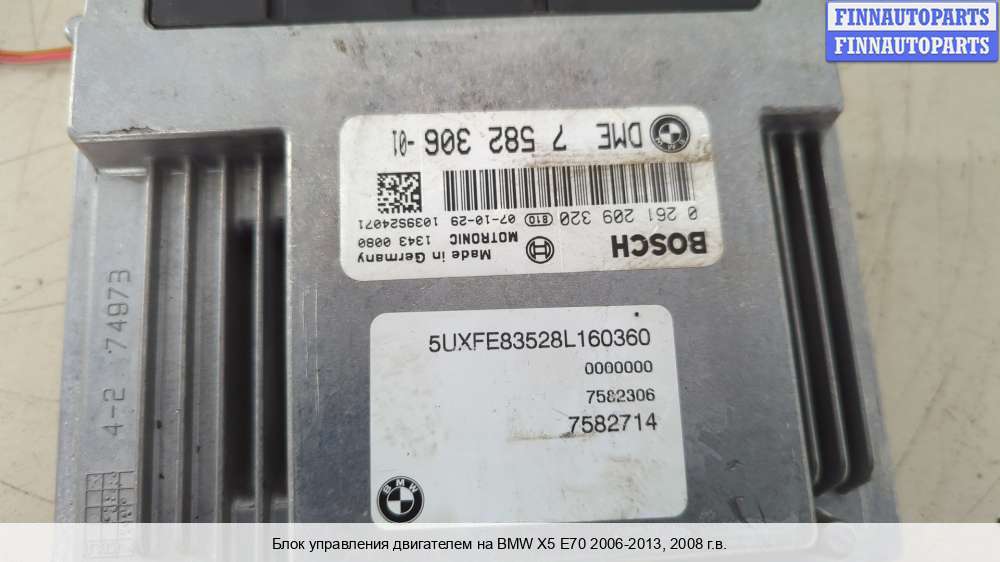 FINNAUTOPARTS
FINNAUTOPARTS
DME 7 582 306 -01
0 261 209 320 B10 07-10-29 1039S24071
BOSCH
MOTRONIC 1343 0080
Made in Germany
5UXFE83528L160360
0000000
7582306
7582714
BMW
4-2 74973
Блок управления двигателем на BMW X5 E70 2006-2013, 2008 г.в.